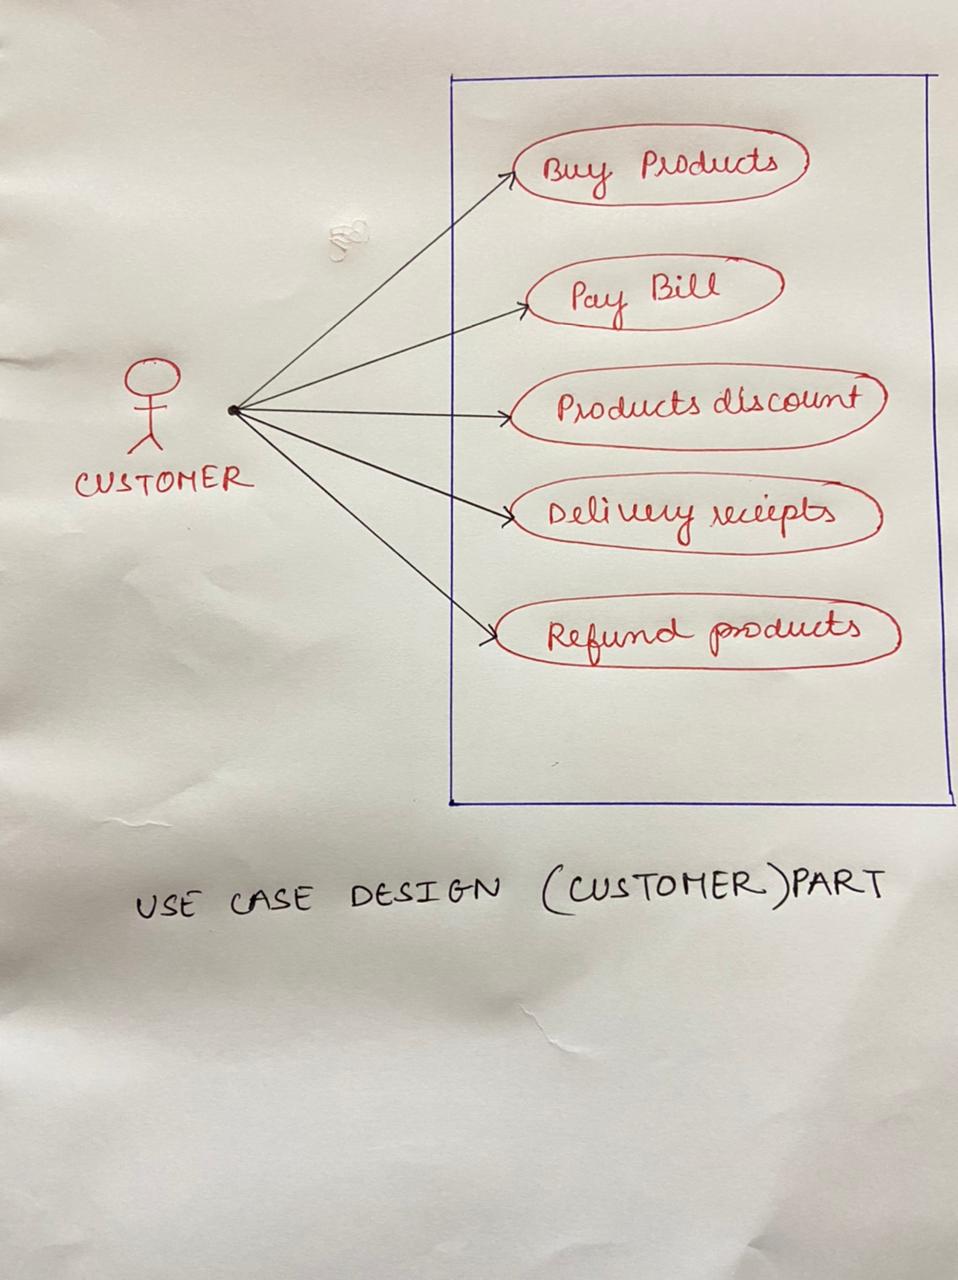 Buy Products
Pay Bill
Products discount
Delivery receipts
Refund products
CUSTOMER
USE CASE DESIGN (CUSTOMER) PART